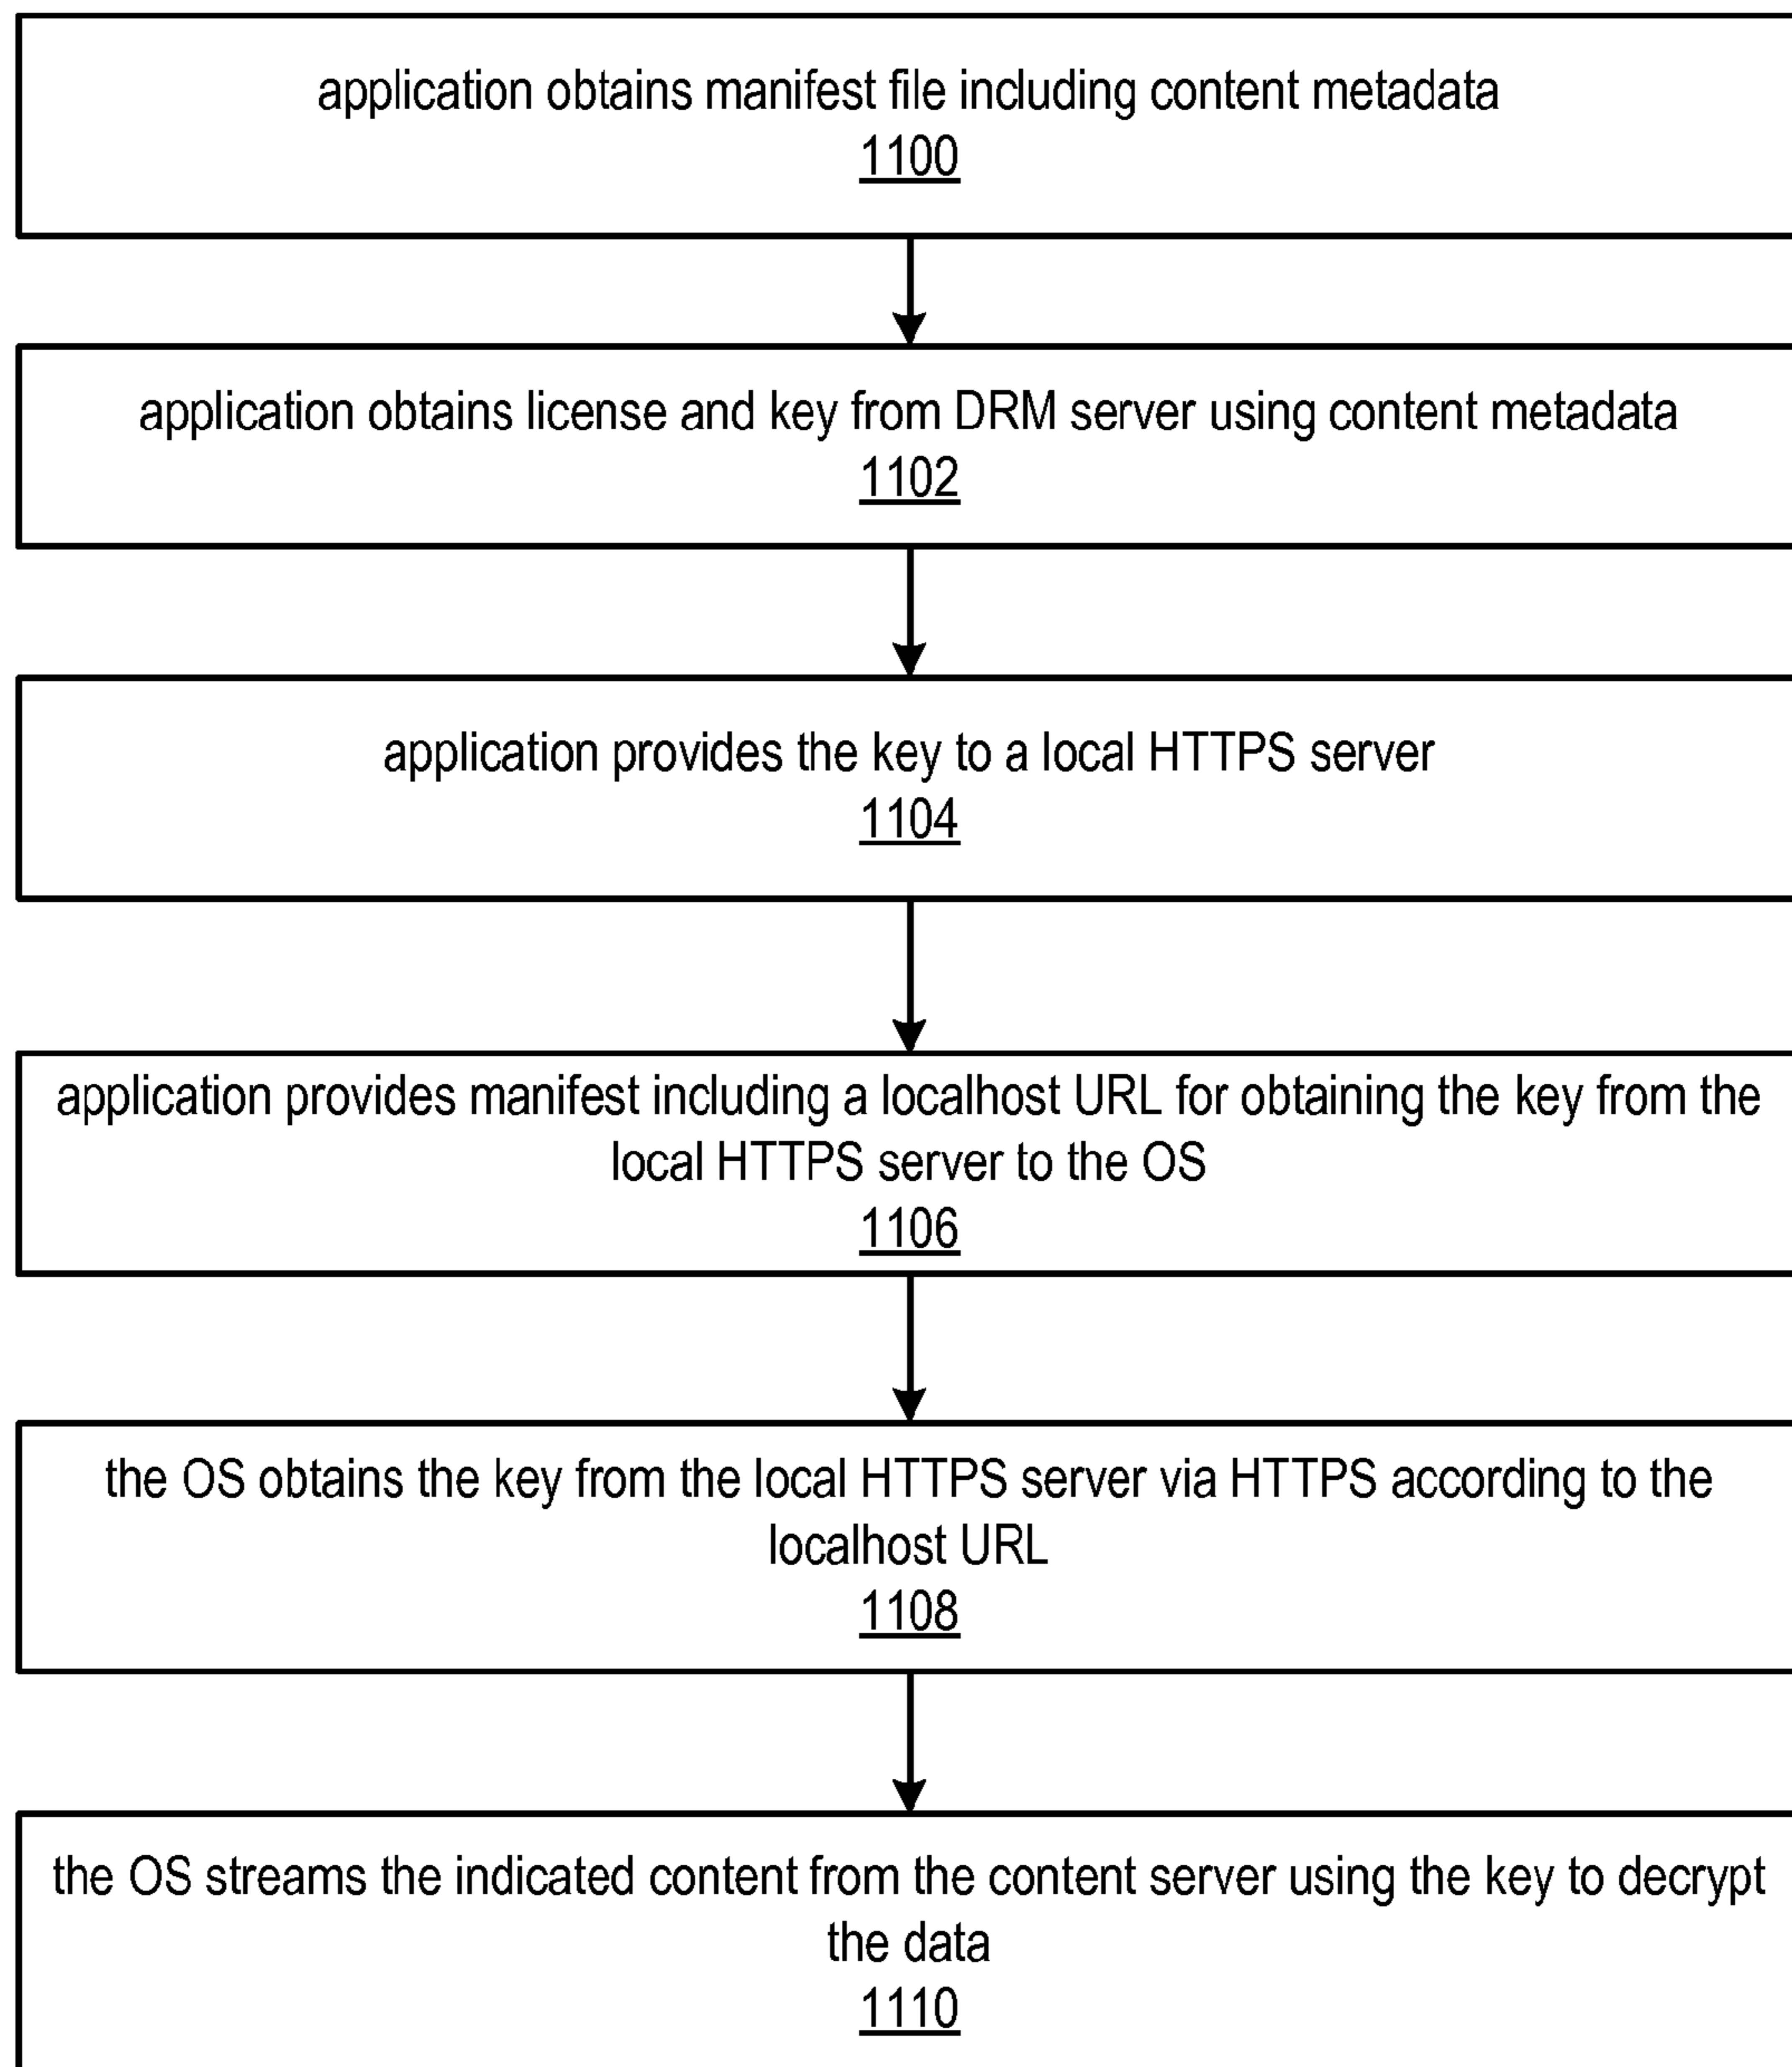 application obtains manifest file including content metadata
1100
application obtains license and key from DRM server using content metadata
1102
application provides the key to a local HTTPS server
1104
application provides manifest including a localhost URL for obtaining the key from the
local HTTPS server to the OS
1106
the OS obtains the key from the local HTTPS server via HTTPS according to the
localhost URL
1108
the OS streams the indicated content from the content server using the key to decrypt
the data
1110